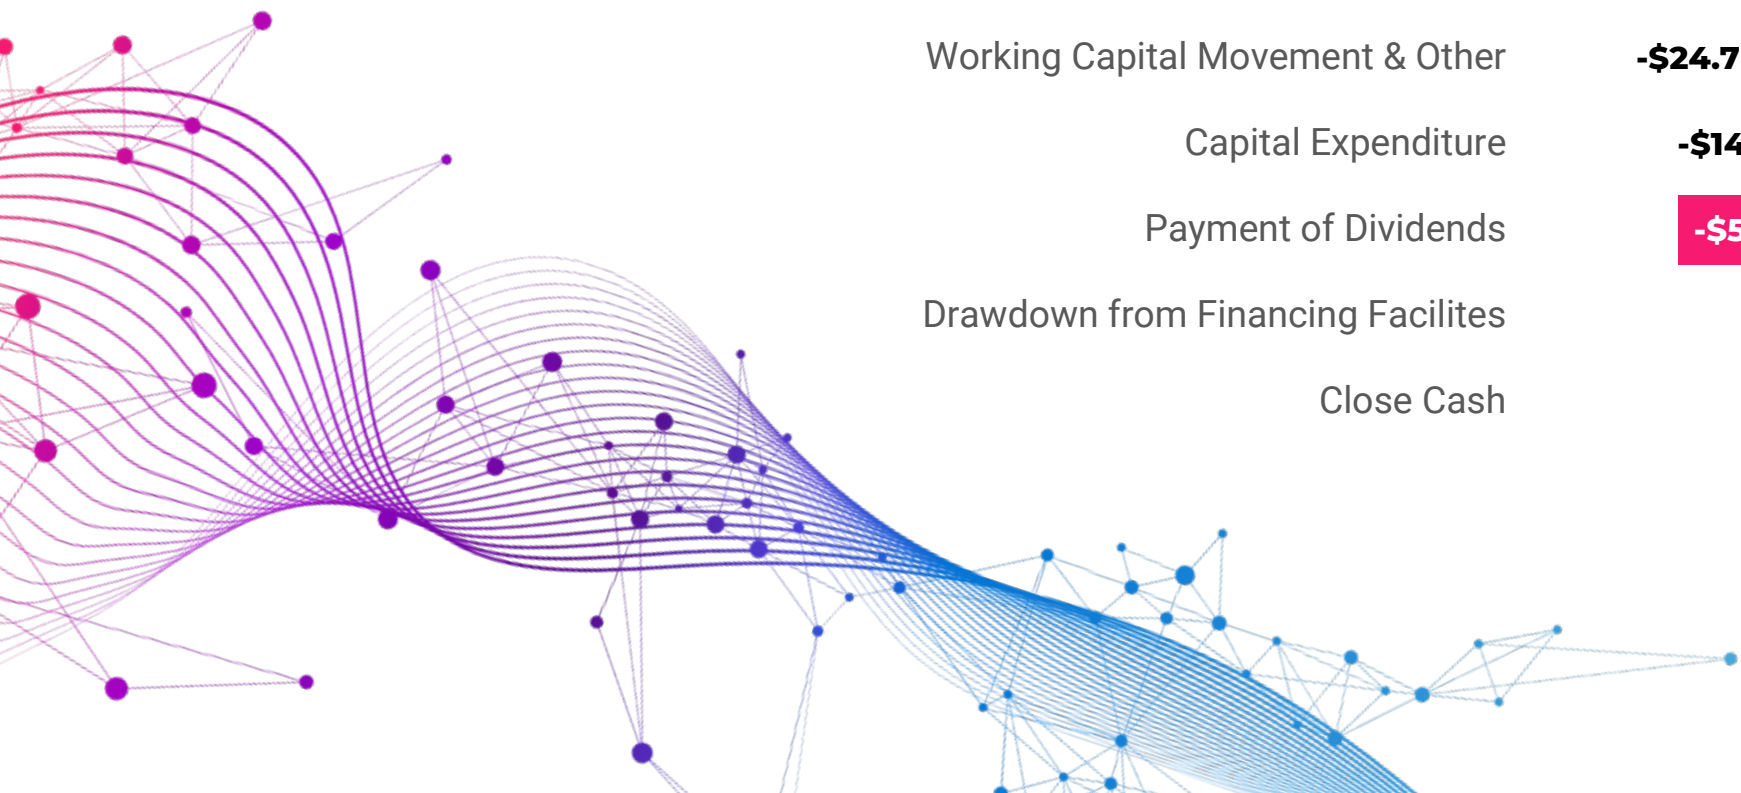 Working Capital Movement & Other -$24.7
Capital Expenditure -$14
Payment of Dividends -$5
Drawdown from Financing Facilites
Close Cash